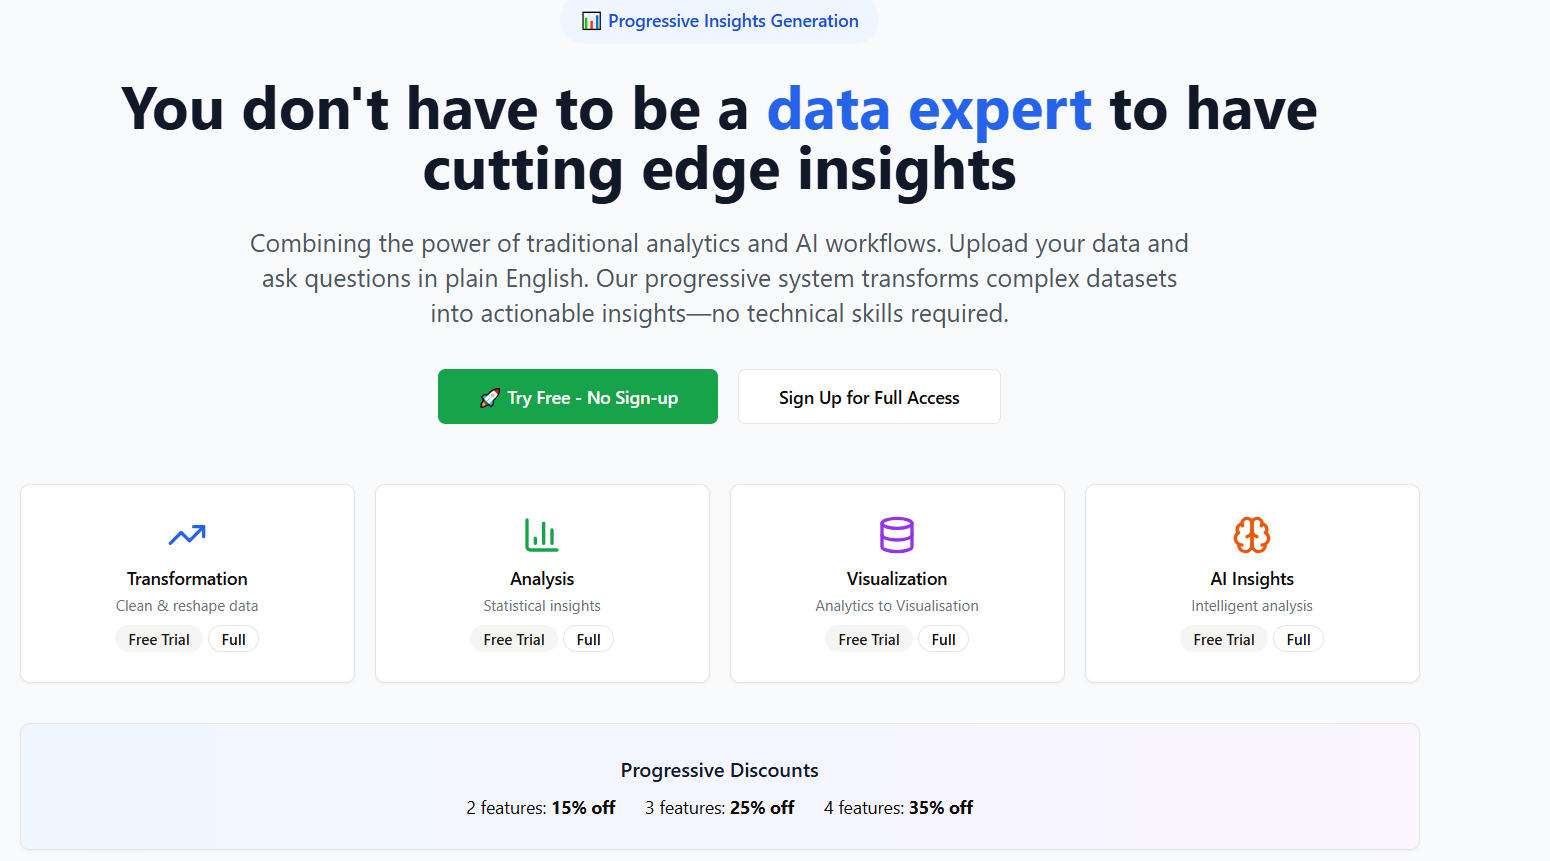 📊 Progressive Insights Generation
You don't have to be a data expert to have
cutting edge insights
Combining the power of traditional analytics and AI workflows. Upload your data and
ask questions in plain English. Our progressive system transforms complex datasets
into actionable insights—no technical skills required.
🚀 Try Free - No Sign-up
Sign Up for Full Access
Transformation
Clean & reshape data
Free Trial Full
Analysis
Statistical insights
Free Trial Full
Visualization
Analytics to Visualisation
Free Trial Full
AI Insights
Intelligent analysis
Free Trial Full
Progressive Discounts
2 features: 15% off 3 features: 25% off 4 features: 35% off